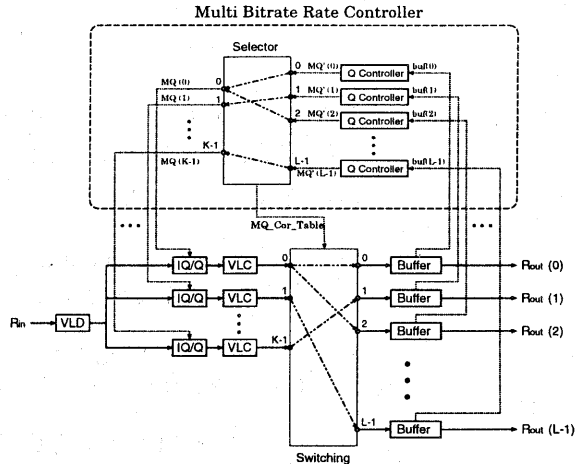 Multi Bitrate Rate Controller
Selector
MQ (0)
0
0
MQ' (0)
Q Controller
buf(0)
MQ (1)
1
1
MQ' (1)
Q Controller
buf(1)
2
MQ' (2)
Q Controller
buf(2)
K-1
MQ (K-1)
L-1
MQ' (L-1)
Q Controller
buf(L-1)
MQ_Cor_Table
IQ/Q
VLC
0
0
Buffer
Rout (0)
IQ/Q
VLC
1
1
Buffer
Rout (1)
Rin
VLD
IQ/Q
VLC
K-1
2
Buffer
Rout (2)
L-1
Buffer
Rout (L-1)
Switching